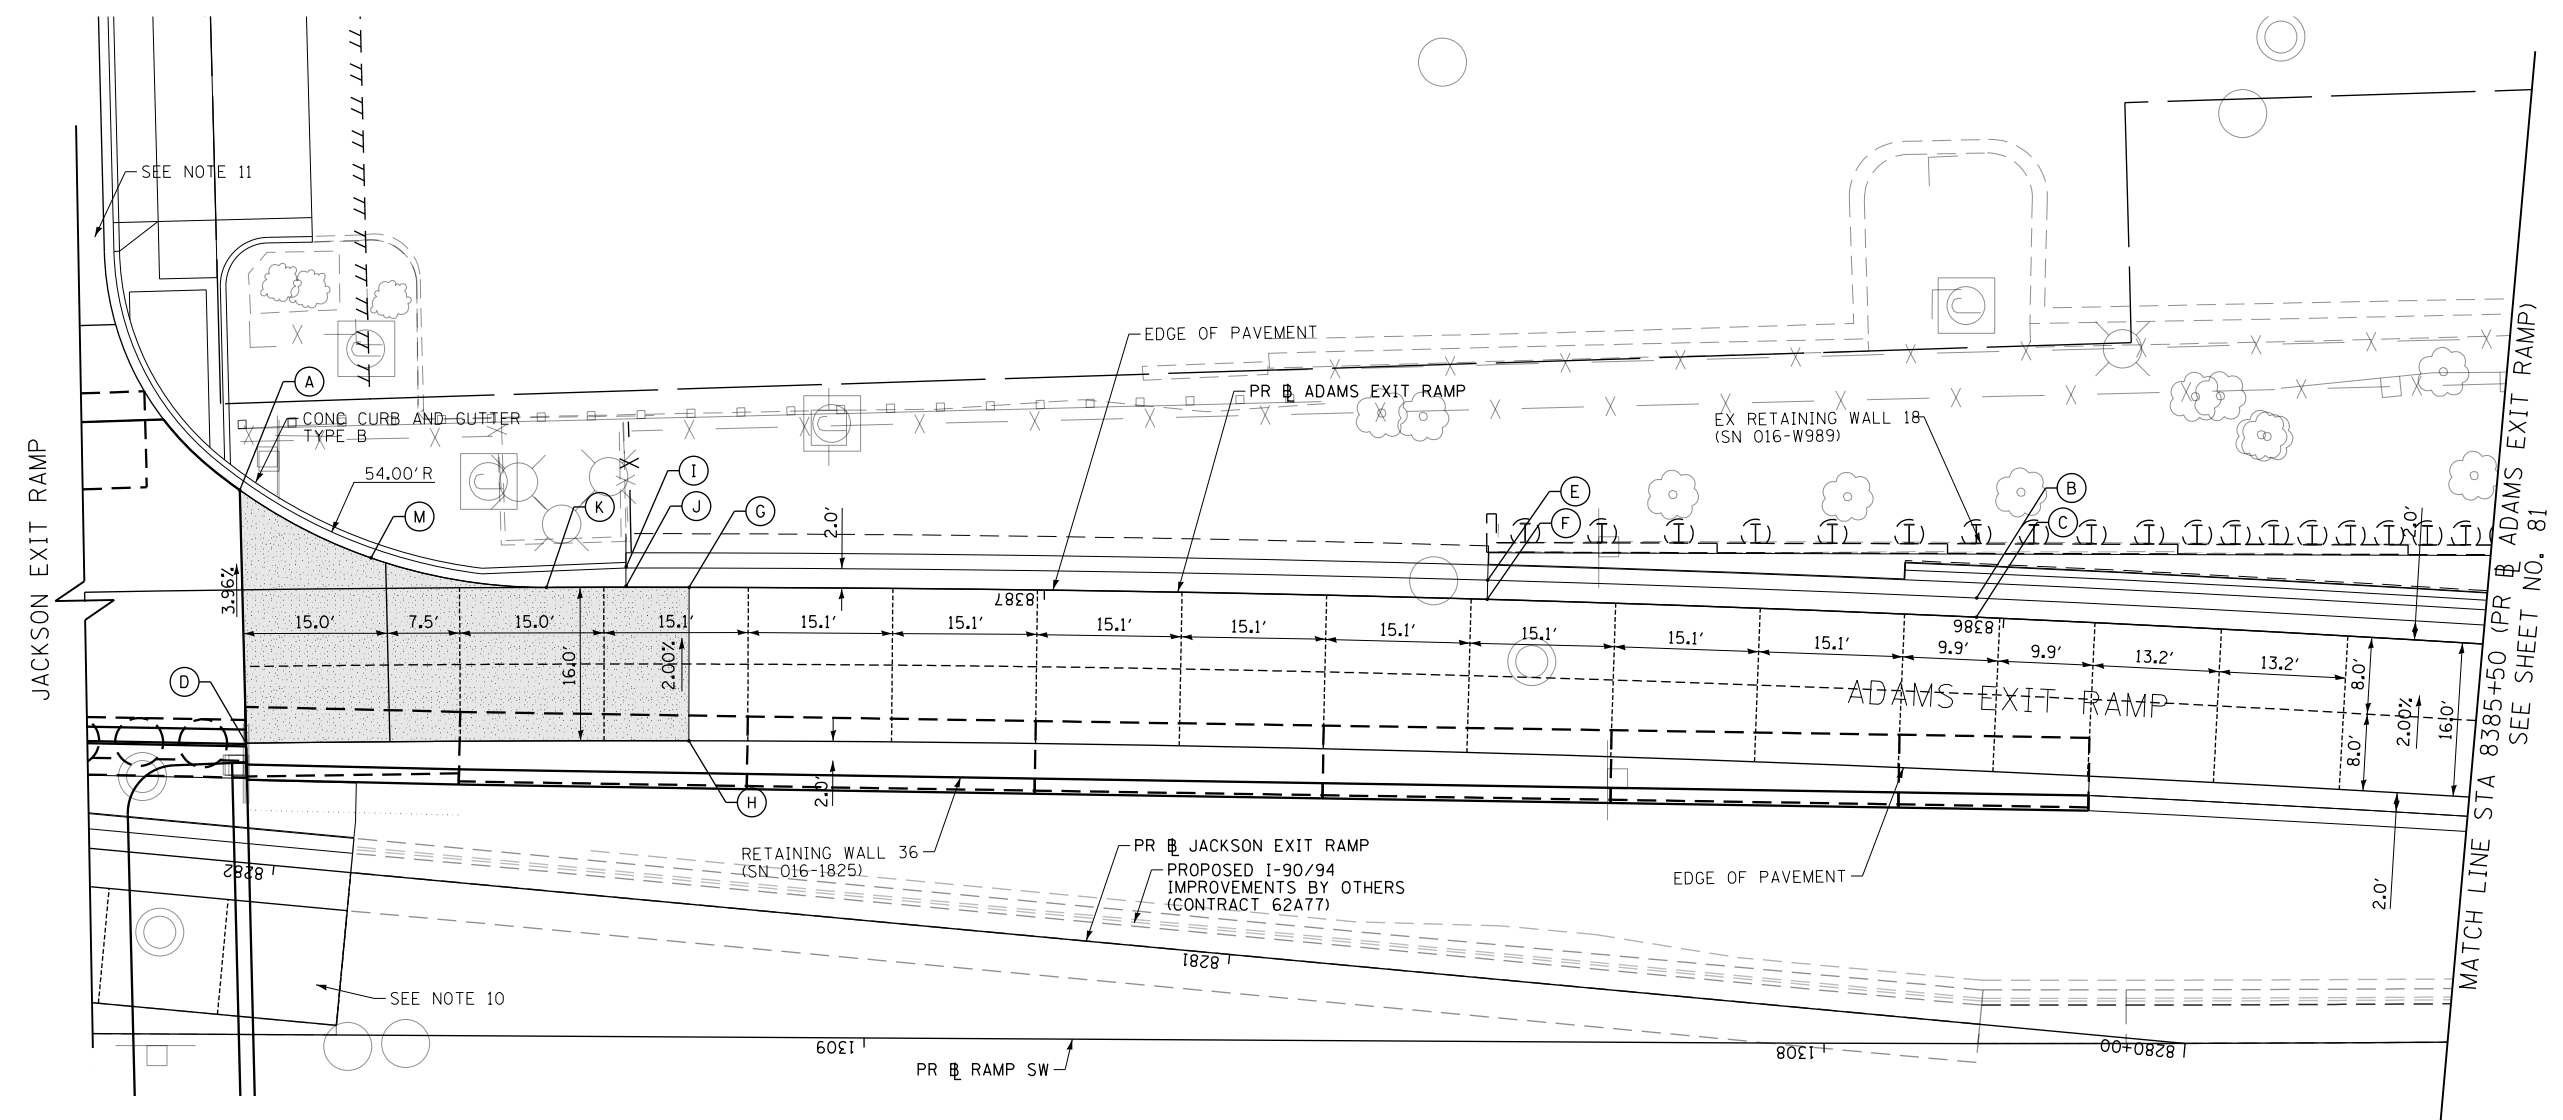 SEE NOTE 11
A
CONC CURB AND GUTTER
TYPE B
54.00' R
M
K
I
J
G
2.0'
EDGE OF PAVEMENT
PR ⅊ ADAMS EXIT RAMP
E
F
EX RETAINING WALL 18
(SN 016-W989)
B
C
2.0'
JACKSON EXIT RAMP
3.96%
15.0'
7.5'
15.0'
15.1'
15.1'
15.1'
15.1'
15.1'
15.1'
15.1'
15.1'
15.1'
9.9'
9.9'
13.2'
13.2'
8387
8386
16.0'
2.00%
8.0'
8.0'
2.00%
16.0'
ADAMS EXIT RAMP
D
H
2.0'
2.0'
RETAINING WALL 36
(SN 016-1825)
PR ⅊ JACKSON EXIT RAMP
PROPOSED I-90/94
IMPROVEMENTS BY OTHERS
(CONTRACT 62A77)
EDGE OF PAVEMENT
8282
8281
8280+00
SEE NOTE 10
1309
1308
PR ⅊ RAMP SW
MATCH LINE STA 8385+50 (PR ⅊ ADAMS EXIT RAMP)
SEE SHEET NO. 81